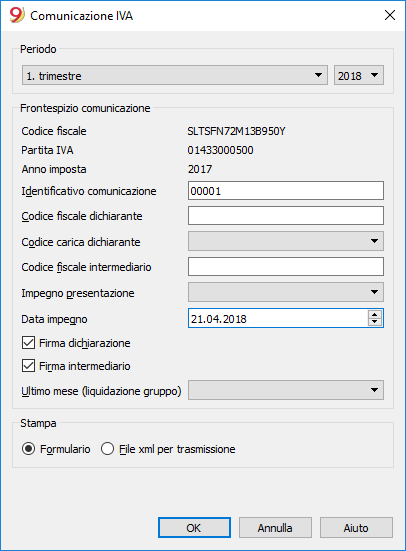 9 Comunicazione IVA
Periodo
1. trimestre 2018
Frontespizio comunicazione
Codice fiscale SLTSFN72M13B950Y
Partita IVA 01433000500
Anno imposta 2017
Identificativo comunicazione 00001
Codice fiscale dichiarante
Codice carica dichiarante
Codice fiscale intermediario
Impegno presentazione
Data impegno 21.04.2018
Firma dichiarazione
Firma intermediario
Ultimo mese (liquidazione gruppo)
Stampa
Formulario File xml per trasmissione
OK Annulla Aiuto